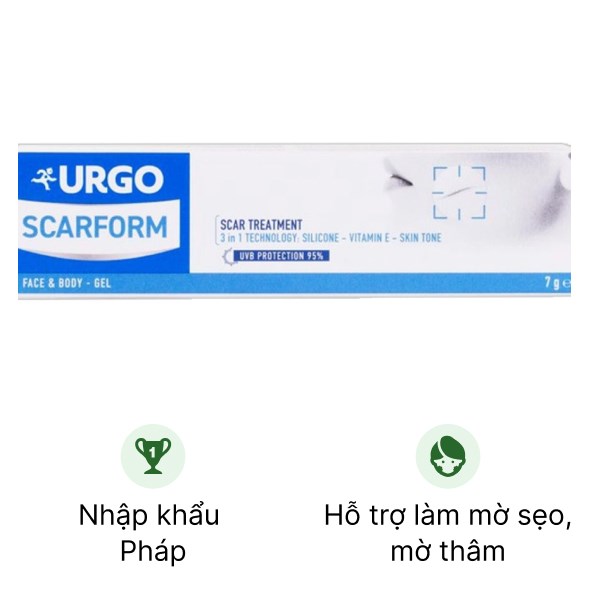 URGO
SCARFORM
SCAR TREATMENT
3 in 1 TECHNOLOGY: SILICONE - VITAMIN E - SKIN TONE
UVB PROTECTION 95%
FACE & BODY - GEL
7 g e
1
Nhập khẩu
Pháp
Hỗ trợ làm mờ sẹo,
mờ thâm